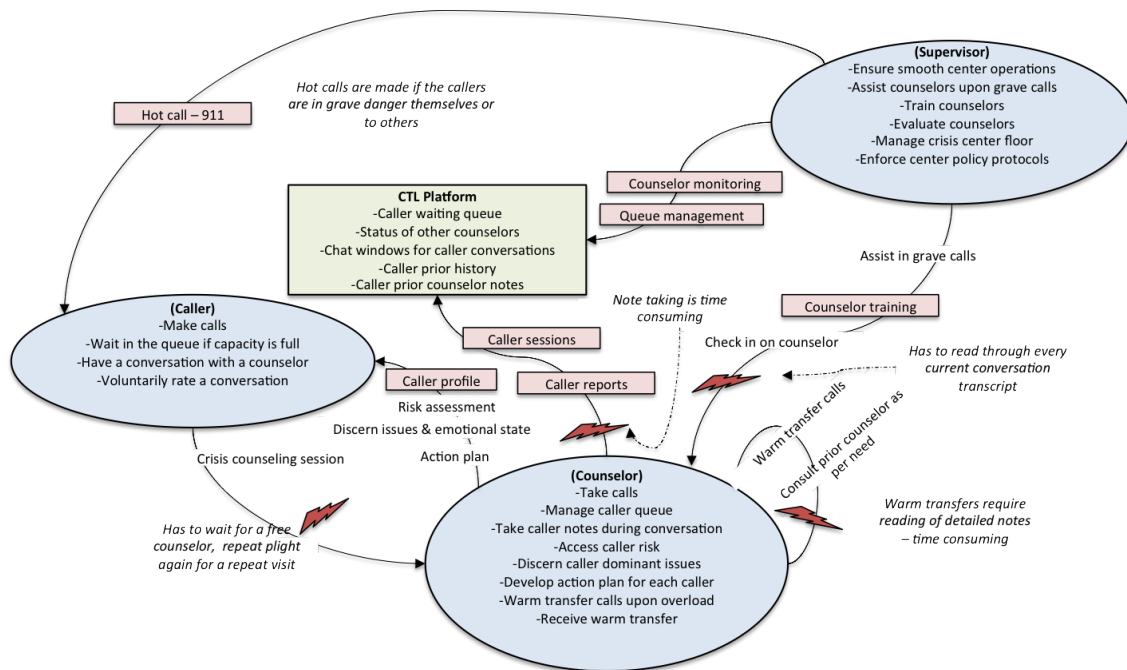 (Supervisor)
-Ensure smooth center operations
-Assist counselors upon grave calls
-Train counselors
-Evaluate counselors
-Manage crisis center floor
-Enforce center policy protocols
Hot calls are made if the callers
are in grave danger themselves or
to others
Hot call – 911
Counselor monitoring
Queue management
CTL Platform
-Caller waiting queue
-Status of other counselors
-Chat windows for caller conversations
-Caller prior history
-Caller prior counselor notes
Assist in grave calls
Counselor training
Check in on counselor
Note taking is time
consuming
Has to read through every
current conversation
transcript
(Caller)
-Make calls
-Wait in the queue if capacity is full
-Have a conversation with a counselor
-Voluntarily rate a conversation
Caller sessions
Caller reports
Caller profile
Risk assessment
Discern issues & emotional state
Action plan
Crisis counseling session
Has to wait for a free
counselor, repeat plight
again for a repeat visit
Warm transfer calls
Consult prior counselor as
per need
(Counselor)
-Take calls
-Manage caller queue
-Take caller notes during conversation
-Access caller risk
-Discern caller dominant issues
-Develop action plan for each caller
-Warm transfer calls upon overload
-Receive warm transfer
Warm transfers require
reading of detailed notes
– time consuming